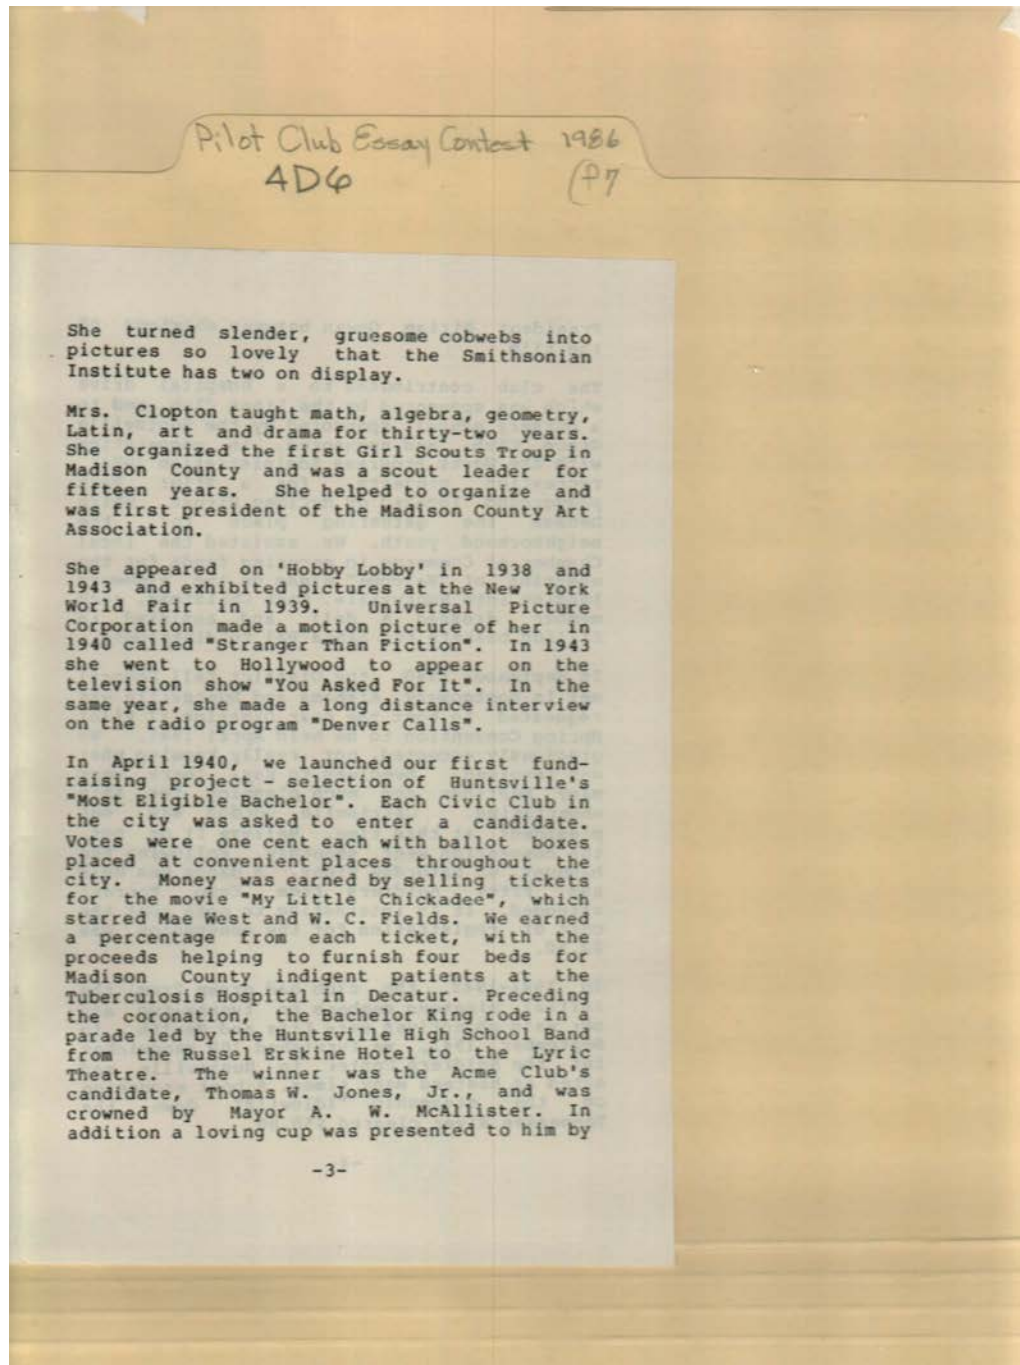 Pilot Club Essay Contest 1986
4D6 (P7
She turned slender, gruesome cobwebs into
pictures so lovely that the Smithsonian
Institute has two on display.
Mrs. Clopton taught math, algebra, geometry,
Latin, art and drama for thirty-two years.
She organized the first Girl Scouts Troup in
Madison County and was a scout leader for
fifteen years. She helped to organize and
was first president of the Madison County Art
Association.
She appeared on 'Hobby Lobby' in 1938 and
1943 and exhibited pictures at the New York
World Fair in 1939. Universal Picture
Corporation made a motion picture of her in
1940 called "Stranger Than Fiction". In 1943
she went to Hollywood to appear on the
television show "You Asked For It". In the
same year, she made a long distance interview
on the radio program "Denver Calls".
In April 1940, we launched our first fund-
raising project - selection of Huntsville's
"Most Eligible Bachelor". Each Civic Club in
the city was asked to enter a candidate.
Votes were one cent each with ballot boxes
placed at convenient places throughout the
city. Money was earned by selling tickets
for the movie "My Little Chickadee", which
starred Mae West and W. C. Fields. We earned
a percentage from each ticket, with the
proceeds helping to furnish four beds for
Madison County indigent patients at the
Tuberculosis Hospital in Decatur. Preceding
the coronation, the Bachelor King rode in a
parade led by the Huntsville High School Band
from the Russel Erskine Hotel to the Lyric
Theatre. The winner was the Acme Club's
candidate, Thomas W. Jones, Jr., and was
crowned by Mayor A. W. McAllister. In
addition a loving cup was presented to him by
-3-